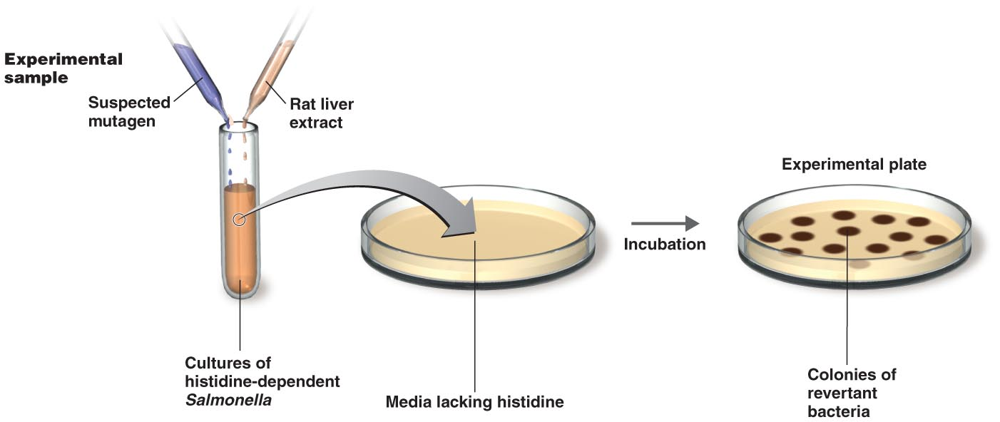 Experimental
sample
Suspected
mutagen
Rat liver
extract
Experimental plate
Incubation
Cultures of
histidine-dependent
Salmonella
Media lacking histidine
Colonies of
revertant
bacteria